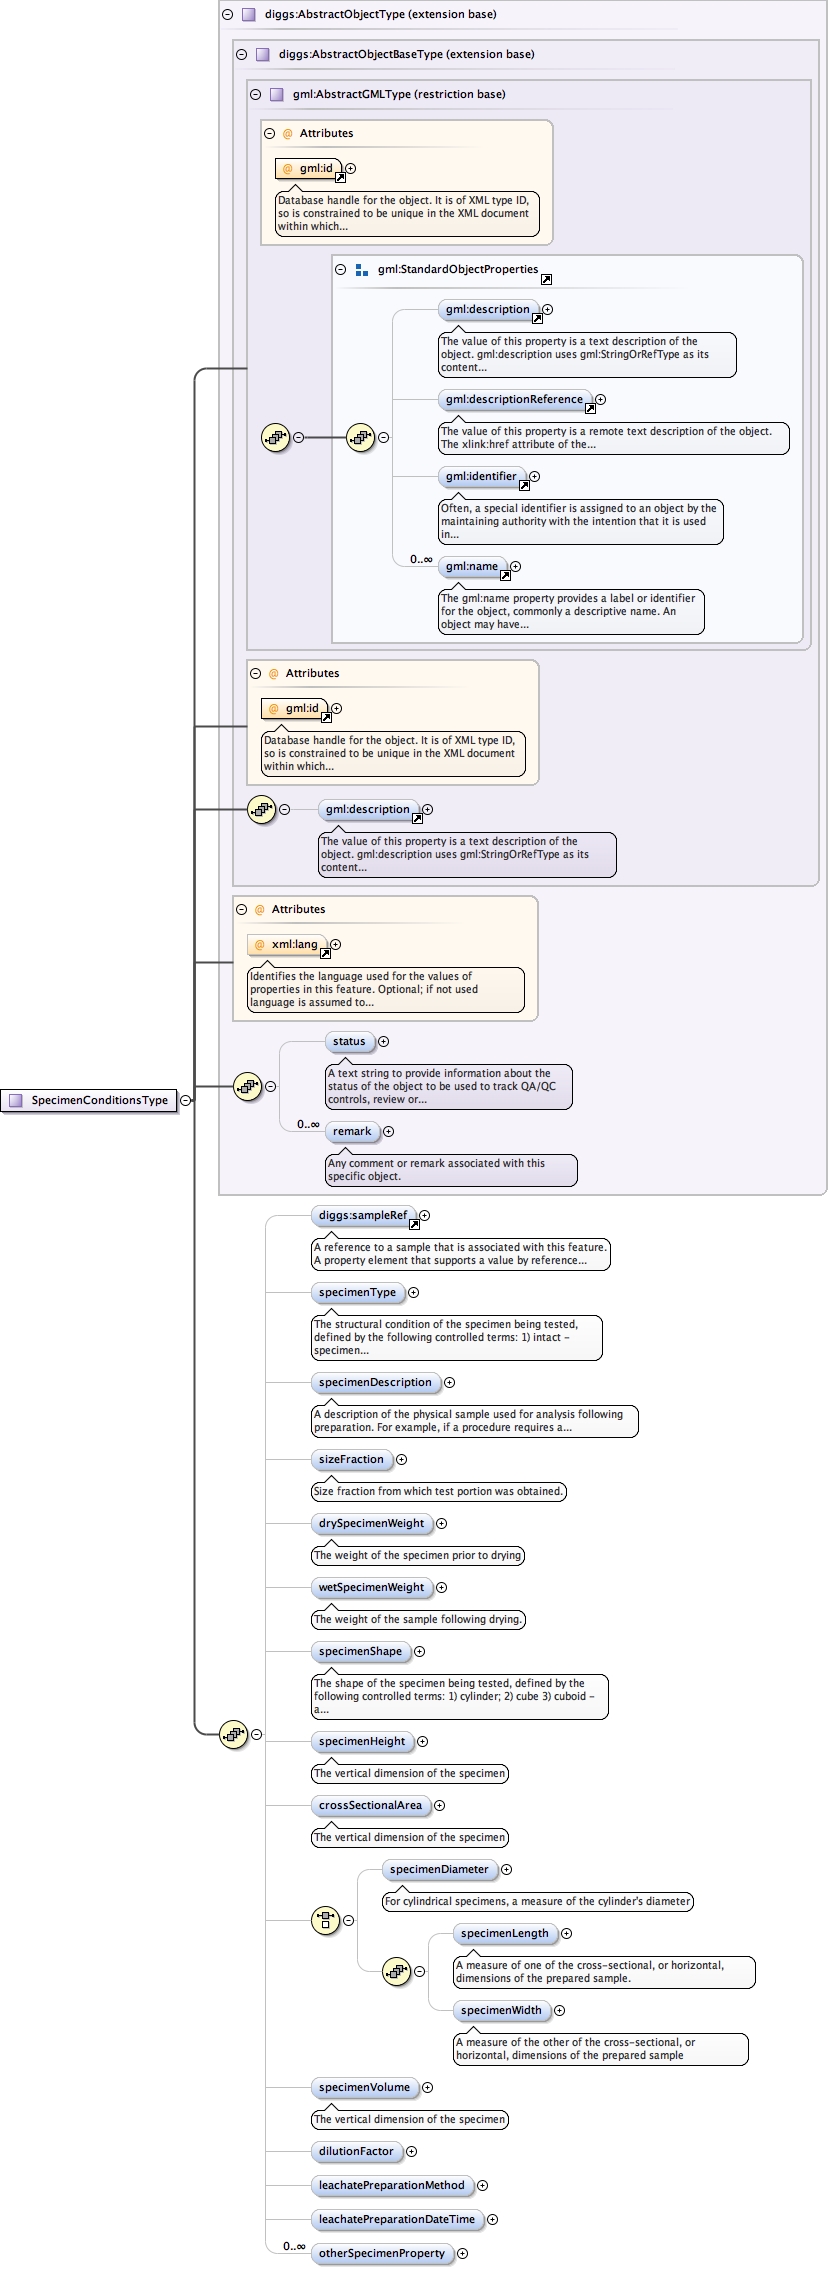 diggs:AbstractObjectType (extension base)
diggs:AbstractObjectBaseType (extension base)
gml:AbstractGMLType (restriction base)
@ Attributes
@ gml:id
Database handle for the object. It is of XML type ID,
so is constrained to be unique in the XML document
within which...
gml:StandardObjectProperties
gml:description
The value of this property is a text description of the
object. gml:description uses gml:StringOrRefType as its
content...
gml:descriptionReference
The value of this property is a remote text description of the object.
The xlink:href attribute of the...
gml:identifier
Often, a special identifier is assigned to an object by the
maintaining authority with the intention that it is used
in...
0..∞
gml:name
The gml:name property provides a label or identifier
for the object, commonly a descriptive name. An
object may have...
@ Attributes
@ gml:id
Database handle for the object. It is of XML type ID,
so is constrained to be unique in the XML document
within which...
gml:description
The value of this property is a text description of the
object. gml:description uses gml:StringOrRefType as its
content...
@ Attributes
@ xml:lang
Identifies the language used for the values of
properties in this feature. Optional; if not used
language is assumed to...
status
A text string to provide information about the
status of the object to be used to track QA/QC
controls, review or...
SpecimenConditionsType
0..∞
remark
Any comment or remark associated with this
specific object.
diggs:sampleRef
A reference to a sample that is associated with this feature.
A property element that supports a value by reference...
specimenType
The structural condition of the specimen being tested,
defined by the following controlled terms: 1) intact -
specimen...
specimenDescription
A description of the physical sample used for analysis following
preparation. For example, if a procedure requires a...
sizeFraction
Size fraction from which test portion was obtained.
drySpecimenWeight
The weight of the specimen prior to drying
wetSpecimenWeight
The weight of the sample following drying.
specimenShape
The shape of the specimen being tested, defined by the
following controlled terms: 1) cylinder; 2) cube 3) cuboid -
a...
specimenHeight
The vertical dimension of the specimen
crossSectionalArea
The vertical dimension of the specimen
specimenDiameter
For cylindrical specimens, a measure of the cylinder's diameter
specimenLength
A measure of one of the cross-sectional, or horizontal,
dimensions of the prepared sample.
specimenWidth
A measure of the other of the cross-sectional, or
horizontal, dimensions of the prepared sample
specimenVolume
The vertical dimension of the specimen
dilutionFactor
leachatePreparationMethod
leachatePreparationDateTime
0..∞
otherSpecimenProperty